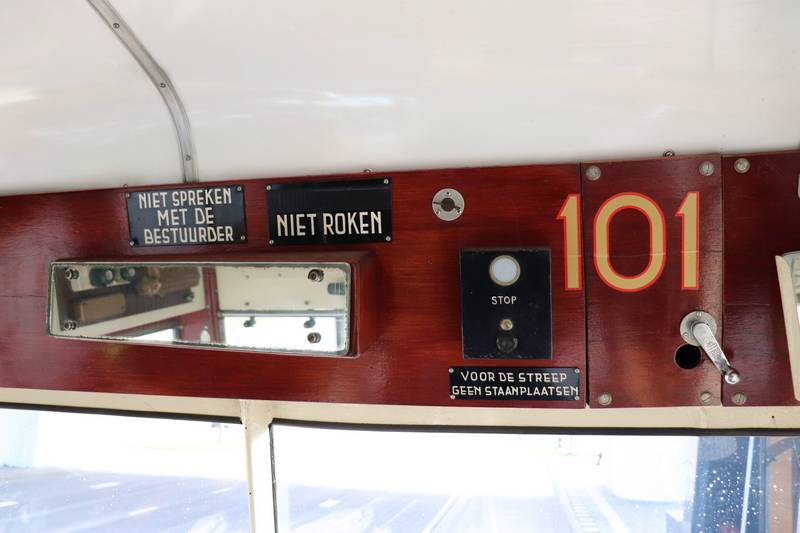 NIET SPREKEN
MET DE
BESTUURDER
NIET ROKEN
101
STOP
VOOR DE STREEP
GEEN STAANPLAATSEN